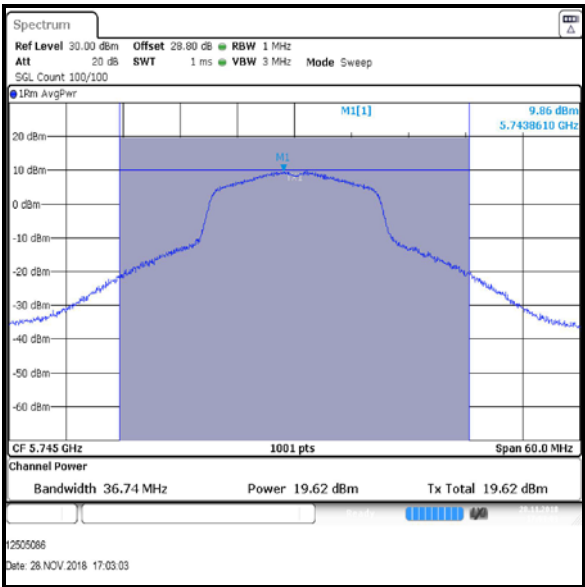 Spectrum
Ref Level 30.00 dBm Offset 28.80 dB RBW 1 MHz
Att 20 dB SWT 1 ms VBW 3 MHz Mode Sweep
SGL Count 100/100
1Rm AvgPwr
M1[1] 9.86 dBm
5.7438610 GHz
20 dBm
M1
10 dBm
0 dBm
-10 dBm
-20 dBm
-30 dBm
-40 dBm
-50 dBm
-60 dBm
CF 5.745 GHz 1001 pts Span 60.0 MHz
Channel Power
Bandwidth 36.74 MHz Power 19.62 dBm Tx Total 19.62 dBm
12505086
Date: 28.NOV.2018 17:03:03